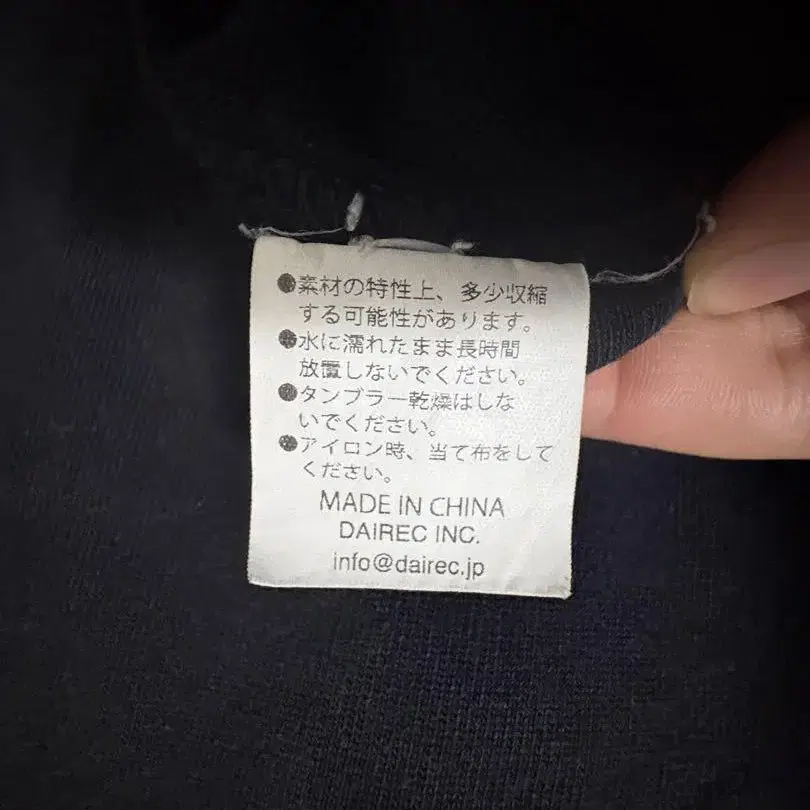 ●素材の特性上、多少収縮
する可能性があります。
●水に濡れたまま長時間
放置しないでください。
●タンブラー乾燥はしな
いでください。
●アイロン時、当て布をして
ください。
MADE IN CHINA
DAIREC INC.
info@dairec.jp